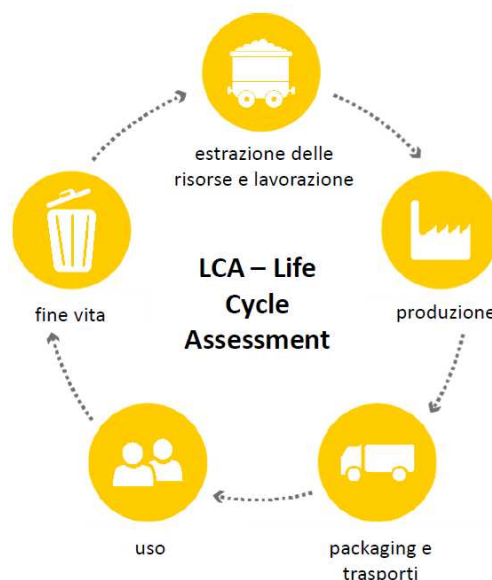 estrazione delle
risorse e lavorazione
LCA – Life
Cycle
Assessment
fine vita
produzione
uso
packaging e
trasporti